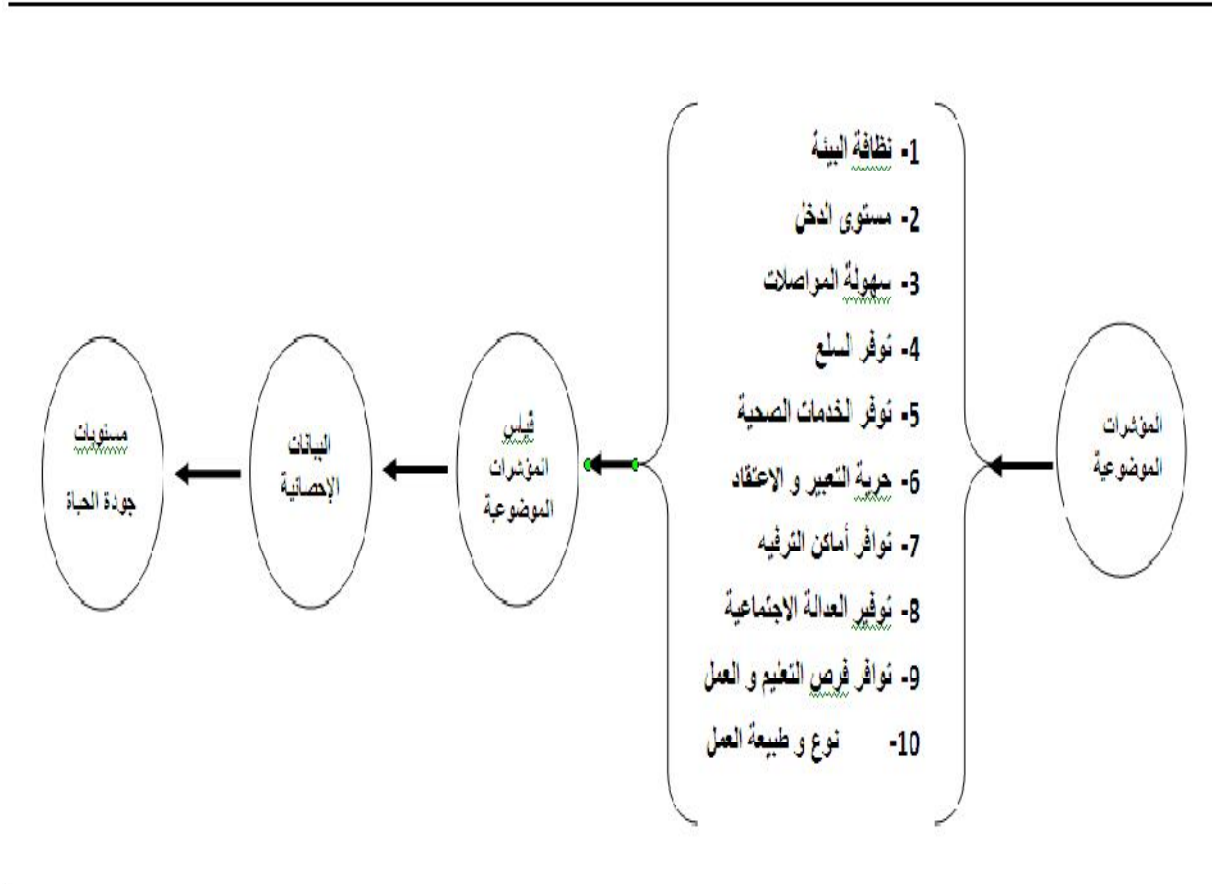 المؤشرات
الموضوعية
1- نظافة البيئة
2- مستوى الدخل
3- سهولة المواصلات
4- توفر السلع
5- توفر الخدمات الصحية
6- حرية التعبير و الاعتقاد
7- توافر أماكن الترفيه
8- توفير العدالة الاجتماعية
9- توافر فرص التعليم و العمل
10- نوع و طبيعة العمل
قياس
المؤشرات
الموضوعية
البيانات
الإحصائية
مستويات
جودة الحياة